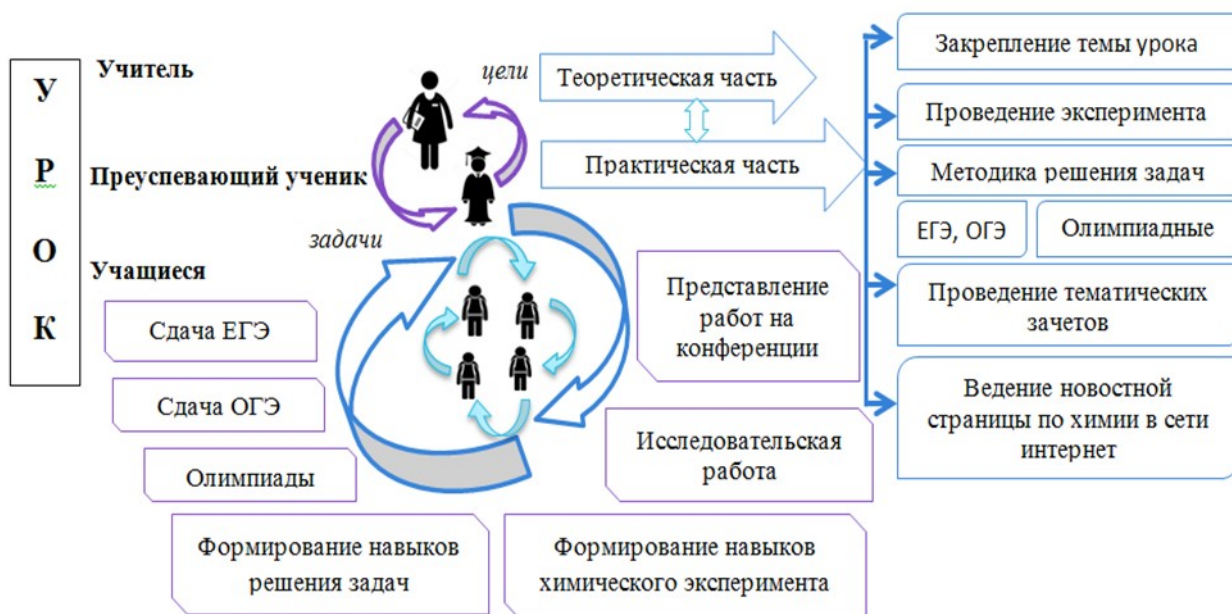 У
Р
О
К
Учитель
Преуспевающий ученик
Учащиеся
цели
задачи
Теоретическая часть
Практическая часть
Закрепление темы урока
Проведение эксперимента
Методика решения задач
ЕГЭ, ОГЭ
Олимпиадные
Проведение тематических
зачетов
Ведение новостной
страницы по химии в сети
интернет
Сдача ЕГЭ
Сдача ОГЭ
Олимпиады
Формирование навыков
решения задач
Формирование навыков
химического эксперимента
Исследовательская
работа
Представление
работ на
конференции